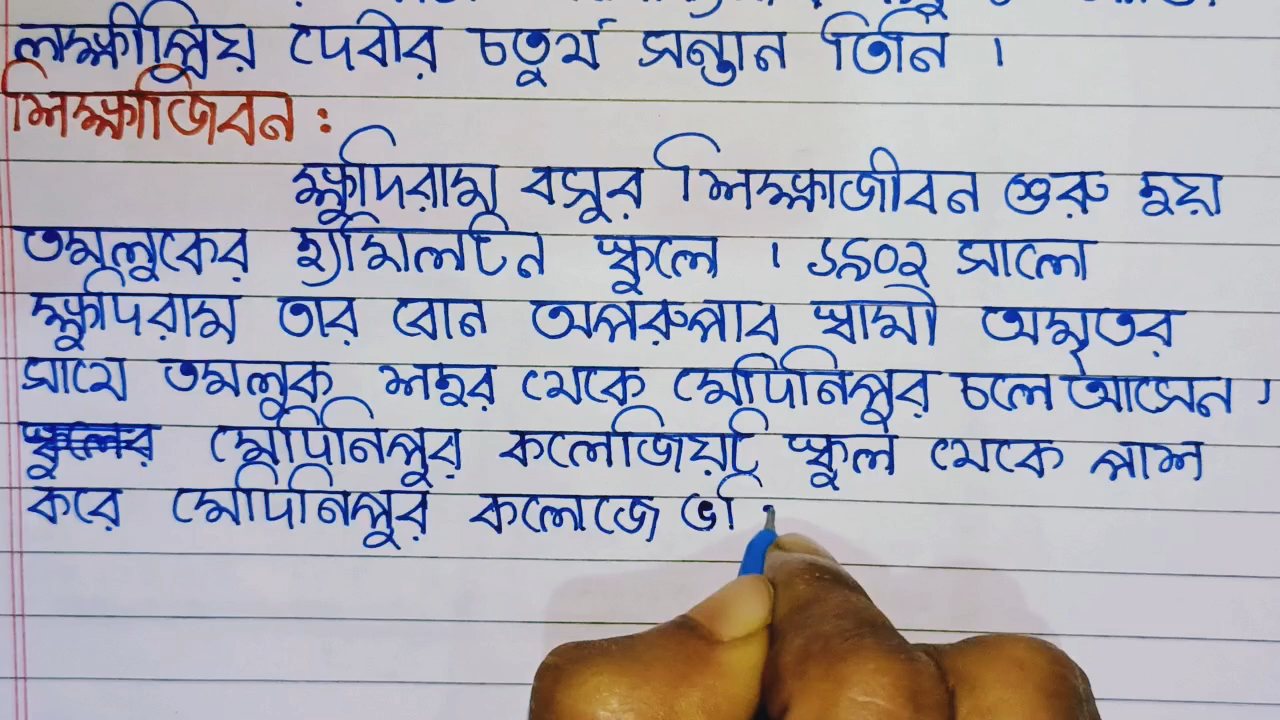 লক্ষীপ্রিয় দেবীর চতুর্থ সন্তান তিনি ।
শিক্ষাজিবন :
ক্ষুদিরাম বসুর শিক্ষাজীবন শুরু হয়
তমলুকের হ্যামিলটন স্কুলে । ১৯০২ সালে
ক্ষুদিরাম তার বোন অপরুপাব স্বামী অমৃতর
সাথে তমলুক শহর থেকে মেদিনিপুর চলে আসেন ।
স্কুলের মেদিনিপুর কলেজিয়টি স্কুল থেকে পাশ
করে মেদিনিপুর কলেজে ভ